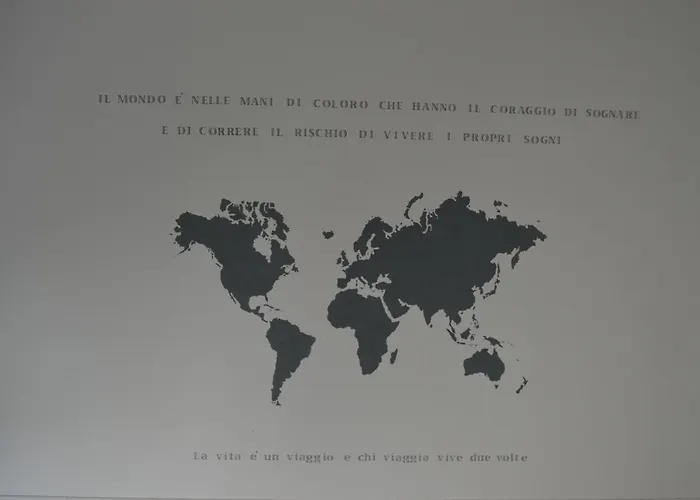 IL MONDO E' NELLE MANI DI COLORO CHE HANNO IL CORAGGIO DI SOGNARE
E DI CORRERE IL RISCHIO DI VIVERE I PROPRI SOGNI
La vita é un viaggio e chi viaggia vive due volte